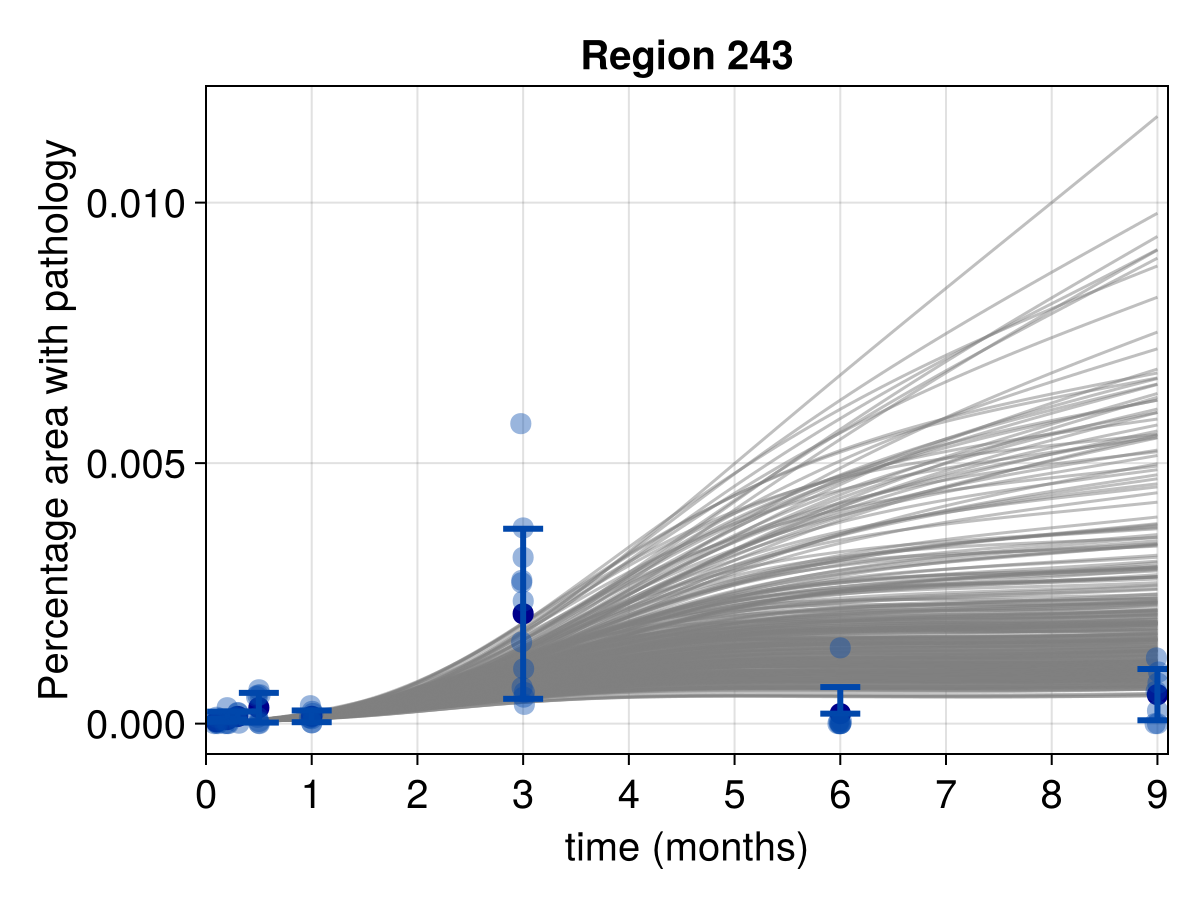 Region 243
Percentage area with pathology
0.010
0.005
0.000
0 1 2 3 4 5 6 7 8 9
time (months)